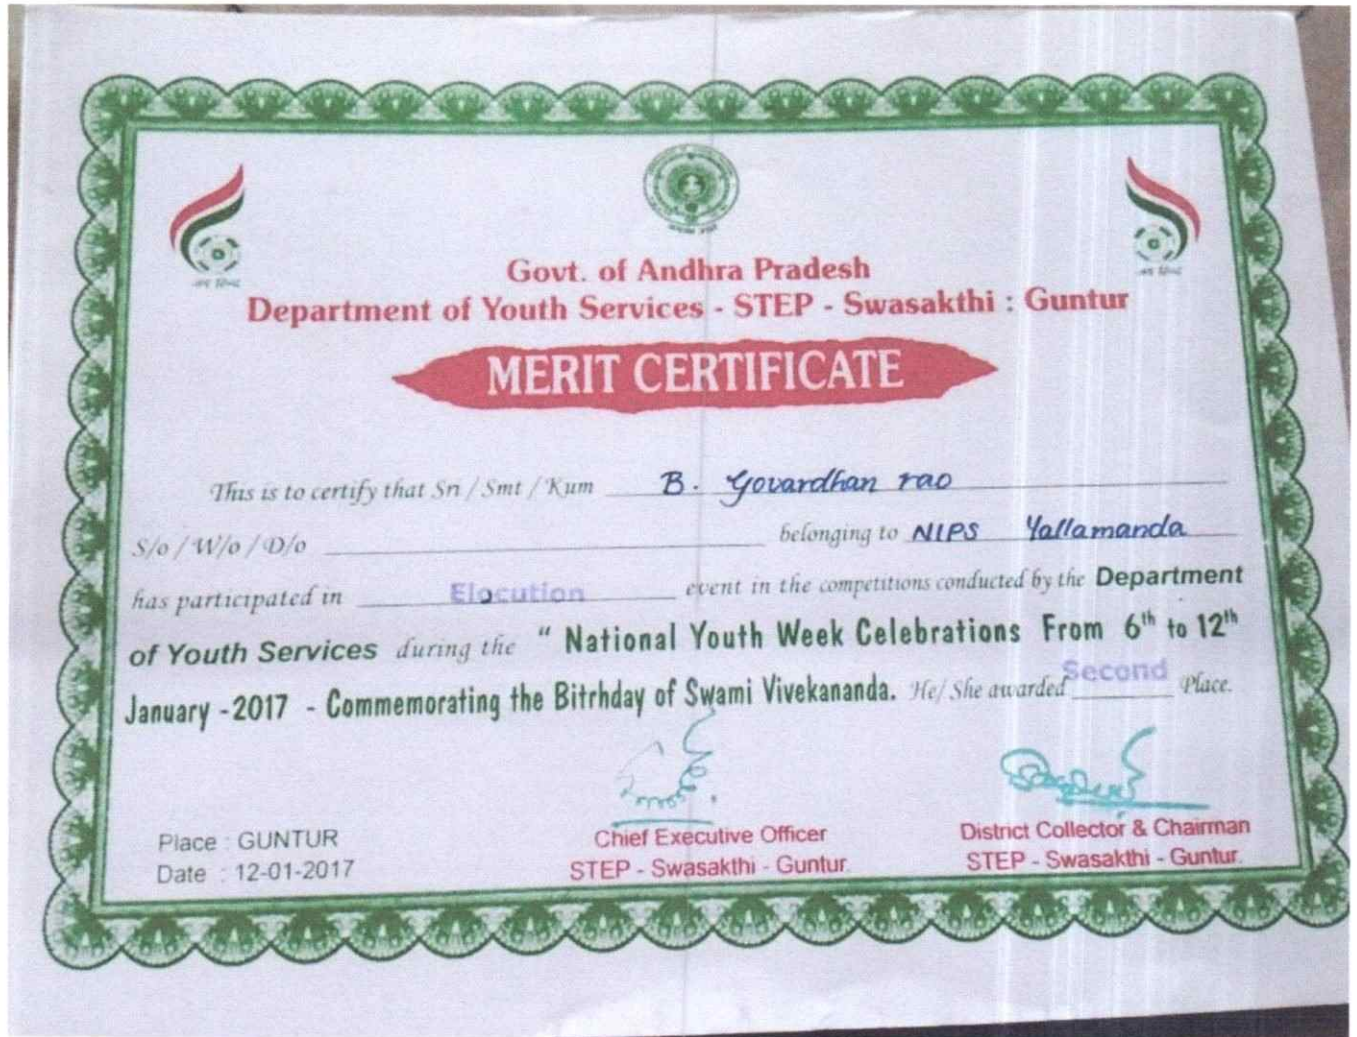 Govt. of Andhra Pradesh
Department of Youth Services - STEP - Swasakthi : Guntur
MERIT CERTIFICATE
This is to certify that Sri / Smt / Kum B. Govardhan rao
S/o / W/o / D/o belonging to NIPS Yallamanda
has participated in Elocution event in the competitions conducted by the Department
of Youth Services during the " National Youth Week Celebrations From 6th to 12th
January - 2017 - Commemorating the Bitrhday of Swami Vivekananda. He/ She awarded Second Place.
Place : GUNTUR
Date : 12-01-2017
Chief Executive Officer
STEP - Swasakthi - Guntur.
District Collector & Chairman
STEP - Swasakthi - Guntur.